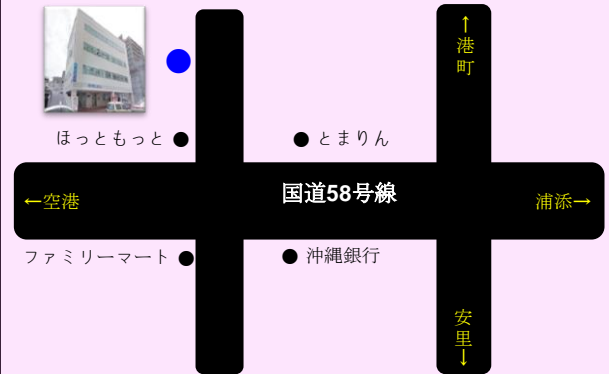 ↑港町
ほっともっと ●
● とまりん
←空港
国道58号線
浦添→
ファミリーマート ●
● 沖縄銀行
安里↓